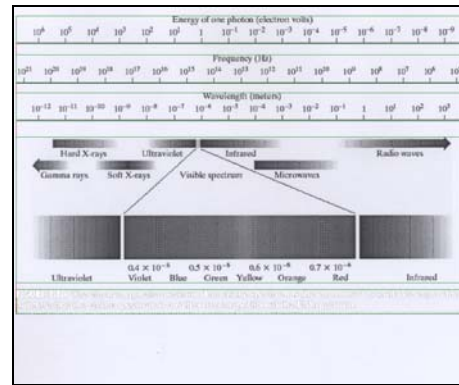 Energy of one photon (electron volts)
10⁶ 10⁵ 10⁴ 10³ 10² 10¹ 1 10⁻¹ 10⁻² 10⁻³ 10⁻⁴ 10⁻⁵ 10⁻⁶ 10⁻⁷ 10⁻⁸ 10⁻⁹
Frequency (Hz)
10²¹ 10²⁰ 10¹⁹ 10¹⁸ 10¹⁷ 10¹⁶ 10¹⁵ 10¹⁴ 10¹³ 10¹² 10¹¹ 10¹⁰ 10⁹ 10⁸ 10⁷ 10⁶
Wavelength (meters)
10⁻¹² 10⁻¹¹ 10⁻¹⁰ 10⁻⁹ 10⁻⁸ 10⁻⁷ 10⁻⁶ 10⁻⁵ 10⁻⁴ 10⁻³ 10⁻² 10⁻¹ 1 10¹ 10² 10³
Hard X-rays Ultraviolet Infrared Radio waves
Gamma rays Soft X-rays Visible spectrum Microwaves
0.4 × 10⁻⁶ 0.5 × 10⁻⁶ 0.6 × 10⁻⁶ 0.7 × 10⁻⁶
Ultraviolet Violet Blue Green Yellow Orange Red Infrared